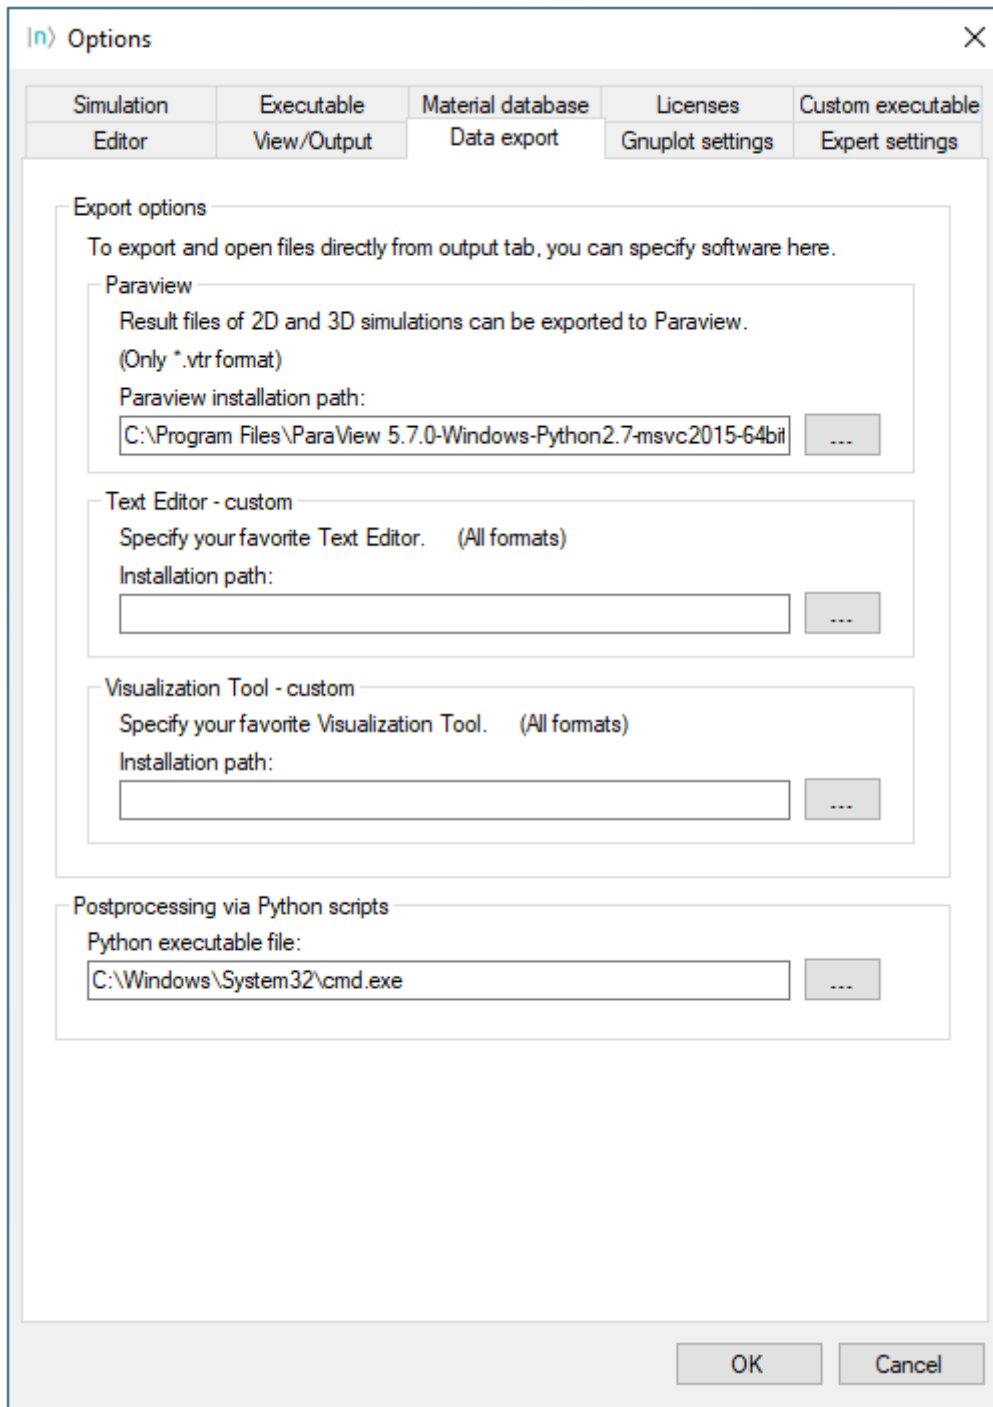 |n⟩ Options
Simulation Executable Material database Licenses Custom executable
Editor View/Output Data export Gnuplot settings Expert settings
Export options
To export and open files directly from output tab, you can specify software here.
Paraview
Result files of 2D and 3D simulations can be exported to Paraview.
(Only *.vtr format)
Paraview installation path:
C:\Program Files\ParaView 5.7.0-Windows-Python2.7-msvc2015-64bit ...
Text Editor - custom
Specify your favorite Text Editor. (All formats)
Installation path:
...
Visualization Tool - custom
Specify your favorite Visualization Tool. (All formats)
Installation path:
...
Postprocessing via Python scripts
Python executable file:
C:\Windows\System32\cmd.exe ...
OK Cancel